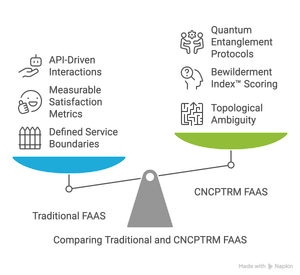 API-Driven
Interactions
Measurable
Satisfaction
Metrics
Defined Service
Boundaries
Traditional FAAS
Quantum
Entanglement
Protocols
Bewilderment
Index™ Scoring
Topological
Ambiguity
CNCPTRM FAAS
Comparing Traditional and CNCPTRM FAAS
Made with Napkin